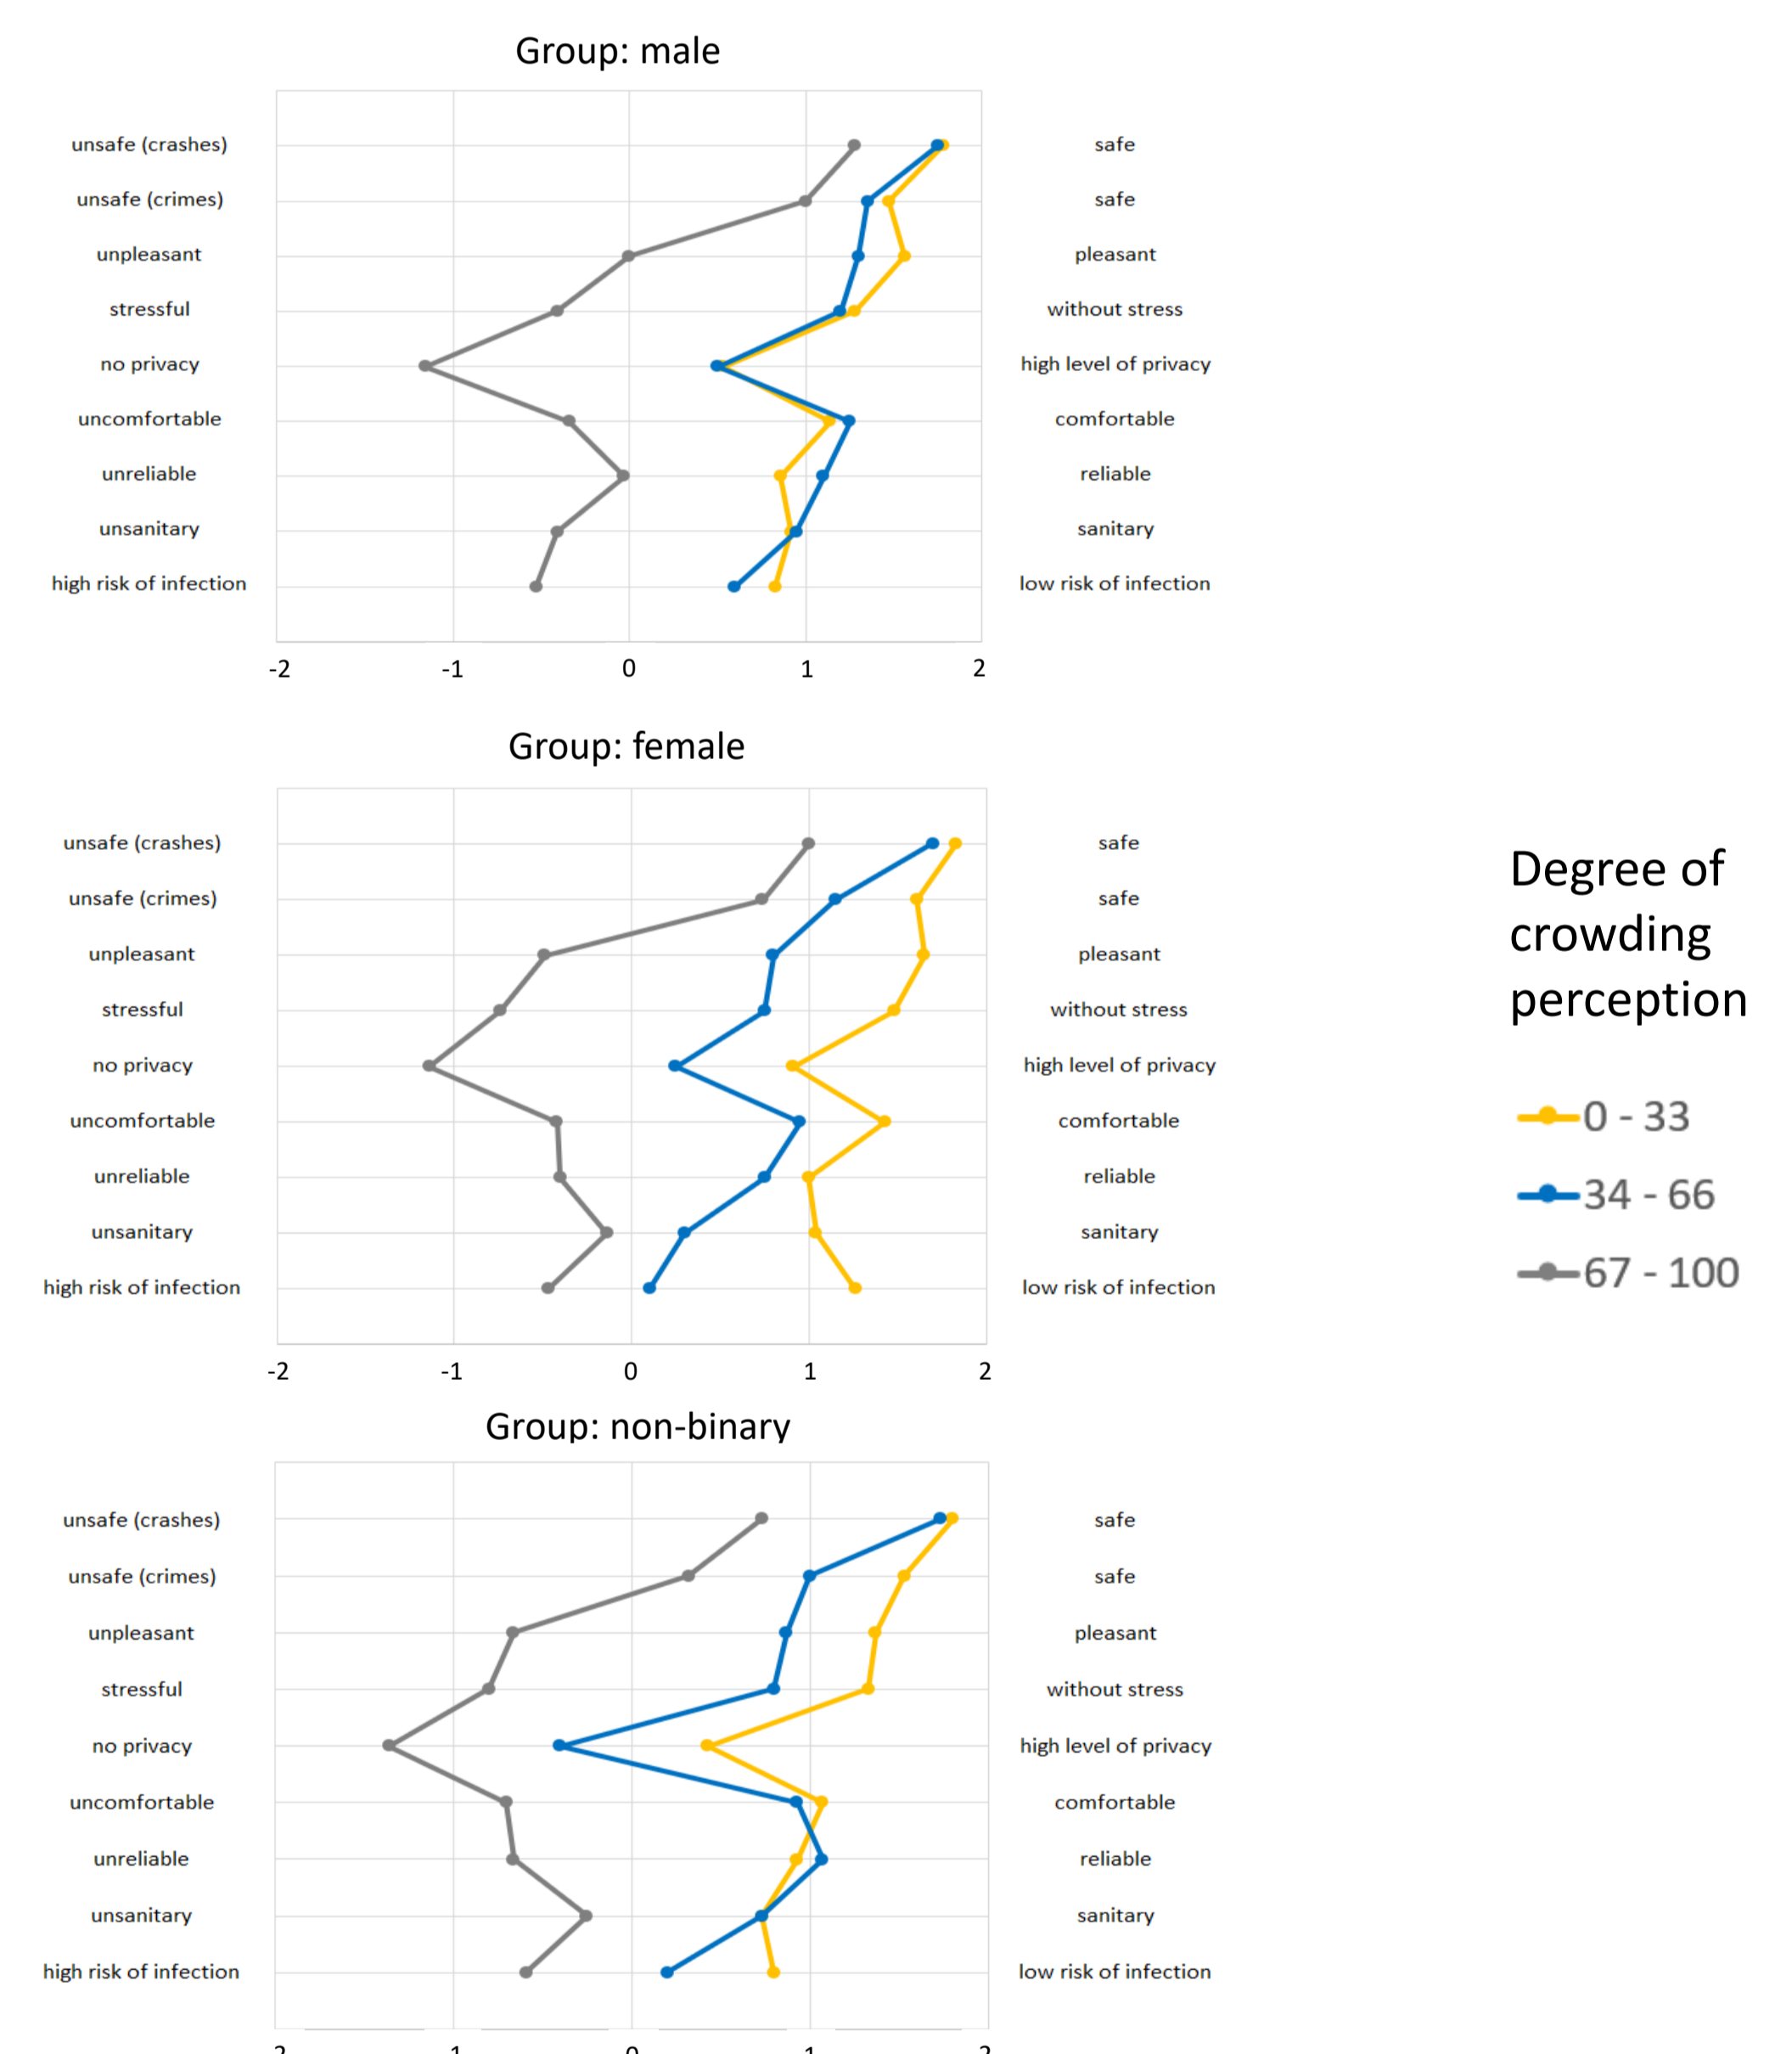 Group: male
unsafe (crashes) safe
unsafe (crimes) safe
unpleasant pleasant
stressful without stress
no privacy high level of privacy
uncomfortable comfortable
unreliable reliable
unsanitary sanitary
high risk of infection low risk of infection
-2 -1 0 1 2
Group: female
unsafe (crashes) safe
unsafe (crimes) safe
unpleasant pleasant
stressful without stress
no privacy high level of privacy
uncomfortable comfortable
unreliable reliable
unsanitary sanitary
high risk of infection low risk of infection
-2 -1 0 1 2
Degree of
crowding
perception
0 - 33
34 - 66
67 - 100
Group: non-binary
unsafe (crashes) safe
unsafe (crimes) safe
unpleasant pleasant
stressful without stress
no privacy high level of privacy
uncomfortable comfortable
unreliable reliable
unsanitary sanitary
high risk of infection low risk of infection